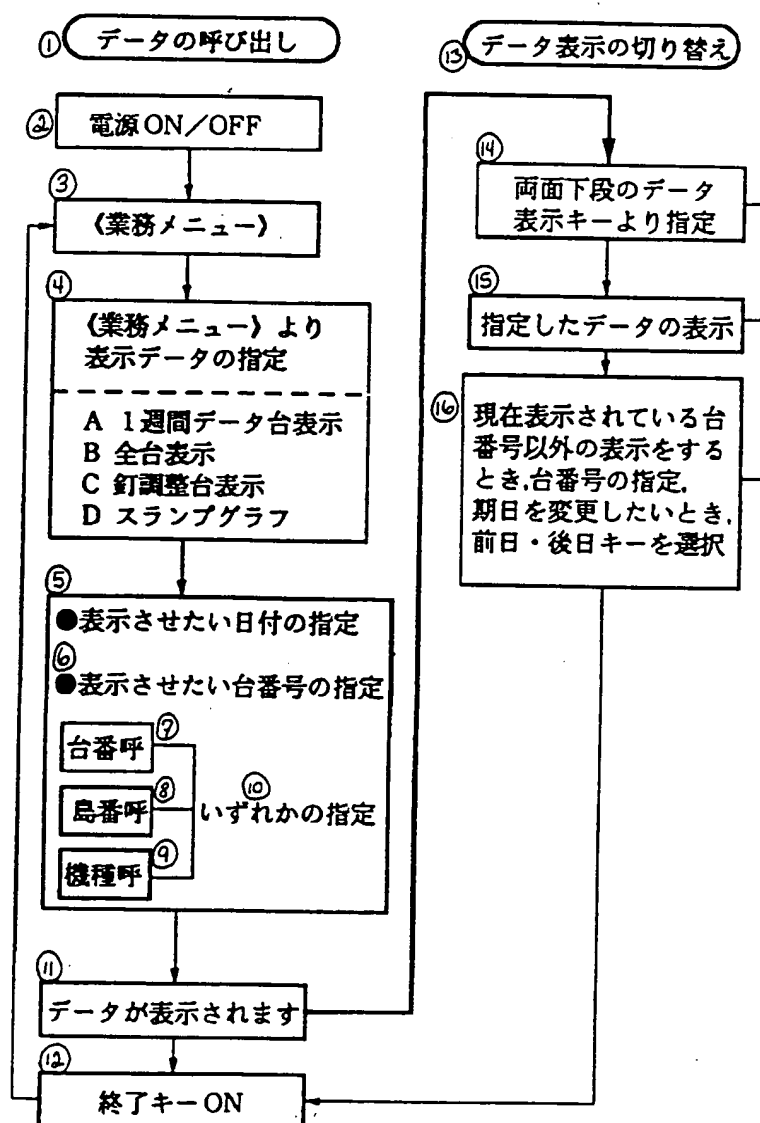 ① データの呼び出し
② 電源ON/OFF
③
《業務メニュー》
④
《業務メニュー》より
表示データの指定
A 1週間データ台表示
B 全台表示
C 釘調整台表示
D スランプグラフ
⑤
●表示させたい日付の指定
⑥
●表示させたい台番号の指定
台番呼 ⑦
島番呼 ⑧
機種呼 ⑨
⑩
いずれかの指定
⑪
データが表示されます
⑫
終了キーON
⑬ データ表示の切り替え
⑭
両面下段のデータ
表示キーより指定
⑮
指定したデータの表示
⑯
現在表示されている台
番号以外の表示をする
とき,台番号の指定,
期日を変更したいとき,
前日・後日キーを選択